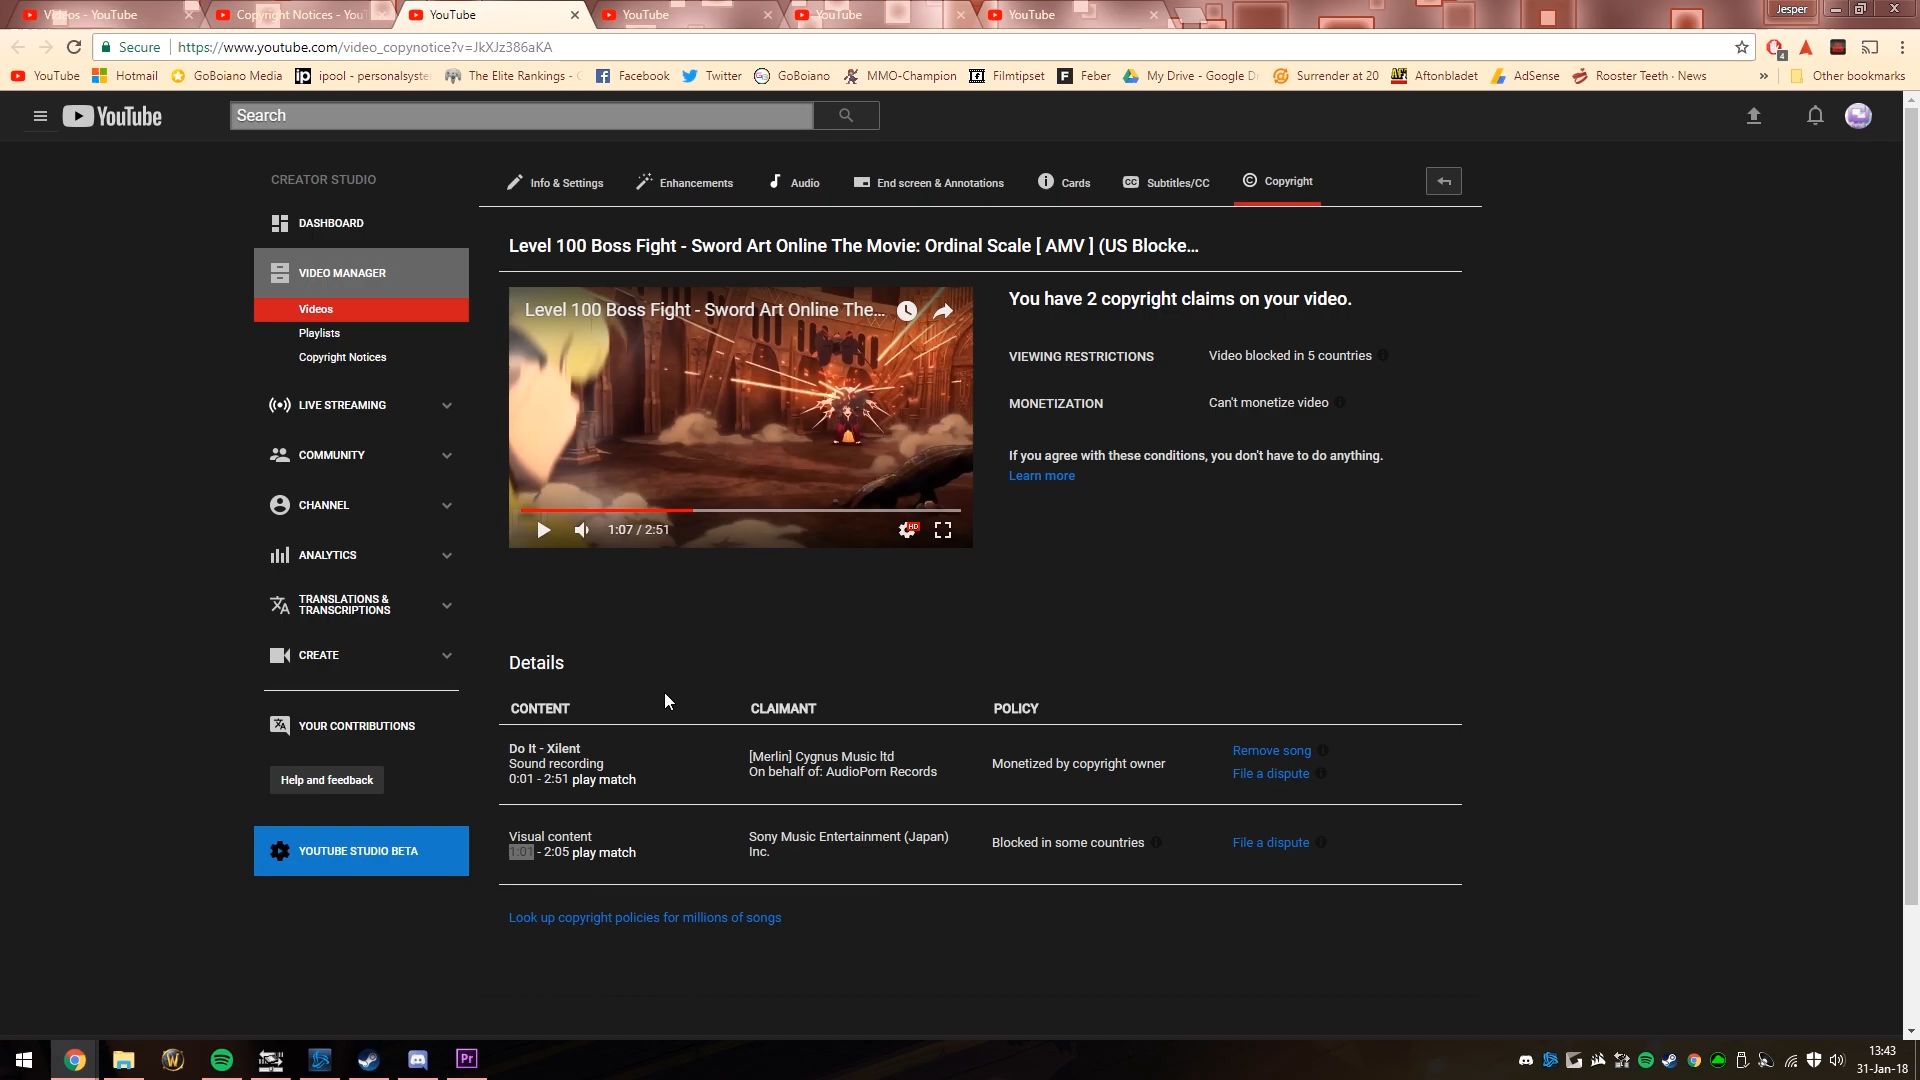 Videos - YouTube
Copyright Notices - You
YouTube
YouTube
YouTube
YouTube
Jesper
Secure
https://www.youtube.com/video_copynotice?v=JkXJz386aKA
4
YouTube
Hotmail
GoBoiano Media
ip
ipool - personalsyste
The Elite Rankings -
Facebook
Twitter
GoBoiano
MMO-Champion
Filmtipset
F
Feber
My Drive - Google D
Surrender at 20
Aftonbladet
AdSense
Rooster Teeth · News
»
Other bookmarks
YouTube
Search
CREATOR STUDIO
DASHBOARD
VIDEO MANAGER
Videos
Playlists
Copyright Notices
LIVE STREAMING
COMMUNITY
CHANNEL
ANALYTICS
TRANSLATIONS &
TRANSCRIPTIONS
CREATE
YOUR CONTRIBUTIONS
Help and feedback
YOUTUBE STUDIO BETA
Info & Settings
Enhancements
Audio
End screen & Annotations
Cards
CC
Subtitles/CC
Copyright
Level 100 Boss Fight - Sword Art Online The Movie: Ordinal Scale [ AMV ] (US Blocke...
Level 100 Boss Fight - Sword Art Online The...
1:07 / 2:51
HD
You have 2 copyright claims on your video.
VIEWING RESTRICTIONS
Video blocked in 5 countries
MONETIZATION
Can't monetize video
If you agree with these conditions, you don't have to do anything.
Learn more
Details
CONTENT
CLAIMANT
POLICY
Do It - Xilent
Sound recording
0:01 - 2:51 play match
[Merlin] Cygnus Music ltd
On behalf of: AudioPorn Records
Monetized by copyright owner
Remove song
File a dispute
Visual content
1:01 - 2:05 play match
Sony Music Entertainment (Japan)
Inc.
Blocked in some countries
File a dispute
Look up copyright policies for millions of songs
Pr
13:43
31-Jan-18